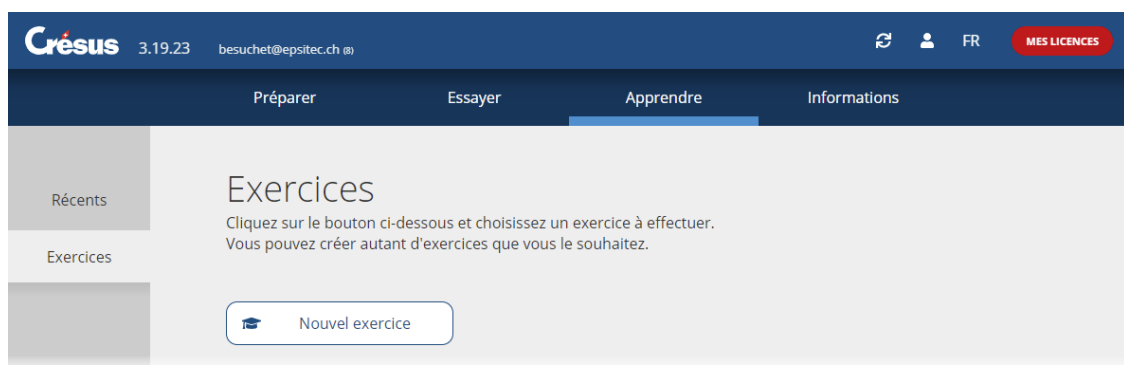 Crésus 3.19.23 besuchet@epsitec.ch (8) FR MES LICENCES
Préparer Essayer Apprendre Informations
Récents
Exercices
Exercices
Cliquez sur le bouton ci-dessous et choisissez un exercice à effectuer.
Vous pouvez créer autant d'exercices que vous le souhaitez.
Nouvel exercice